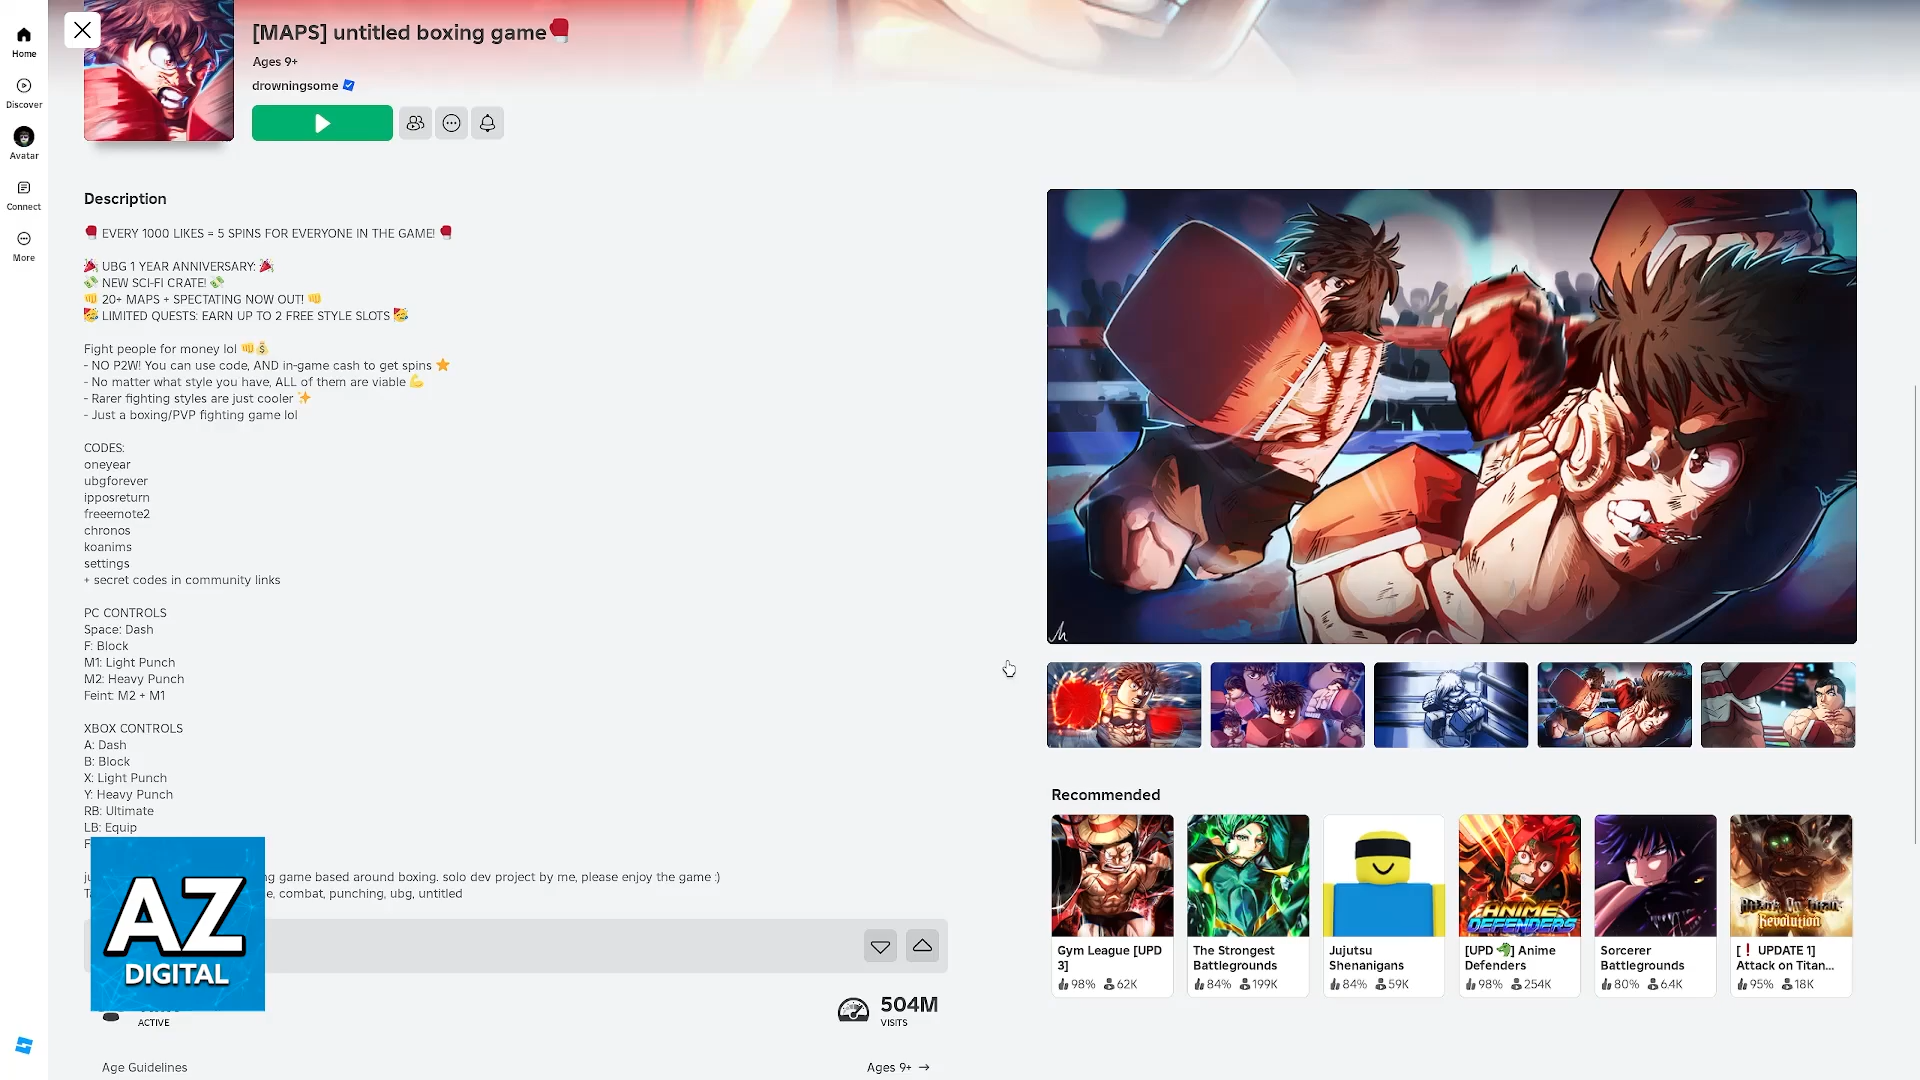 Home
Discover
Avatar
Connect
More
[MAPS] untitled boxing game🥊
Ages 9+
drowningsome
Description
🥊 EVERY 1000 LIKES = 5 SPINS FOR EVERYONE IN THE GAME! 🥊
🎉 UBG 1 YEAR ANNIVERSARY: 🎉
💸 NEW SCI-FI CRATE! 💸
👊 20+ MAPS + SPECTATING NOW OUT! 👊
🥳 LIMITED QUESTS: EARN UP TO 2 FREE STYLE SLOTS 🥳
Fight people for money lol 👊💰
- NO P2W! You can use code, AND in-game cash to get spins ⭐
- No matter what style you have, ALL of them are viable 💪
- Rarer fighting styles are just cooler ✨
- Just a boxing/PVP fighting game lol
CODES:
oneyear
ubgforever
ipposreturn
freeemote2
chronos
koanims
settings
+ secret codes in community links
PC CONTROLS
Space: Dash
F: Block
M1: Light Punch
M2: Heavy Punch
Feint: M2 + M1
XBOX CONTROLS
A: Dash
B: Block
X: Light Punch
Y: Heavy Punch
RB: Ultimate
LB: Equip
game based around boxing. solo dev project by me, please enjoy the game :)
combat, punching, ubg, untitled
AZ
DIGITAL
ACTIVE
504M
VISITS
Age Guidelines
Ages 9+ →
Recommended
Gym League [UPD 3]
98% 62K
The Strongest Battlegrounds
84% 199K
Jujutsu Shenanigans
84% 59K
ANIME DEFENDERS
[UPD 🐲] Anime Defenders
98% 254K
Sorcerer Battlegrounds
80% 6.4K
Attack On Titan Revolution
[❗ UPDATE 1] Attack on Titan...
95% 18K